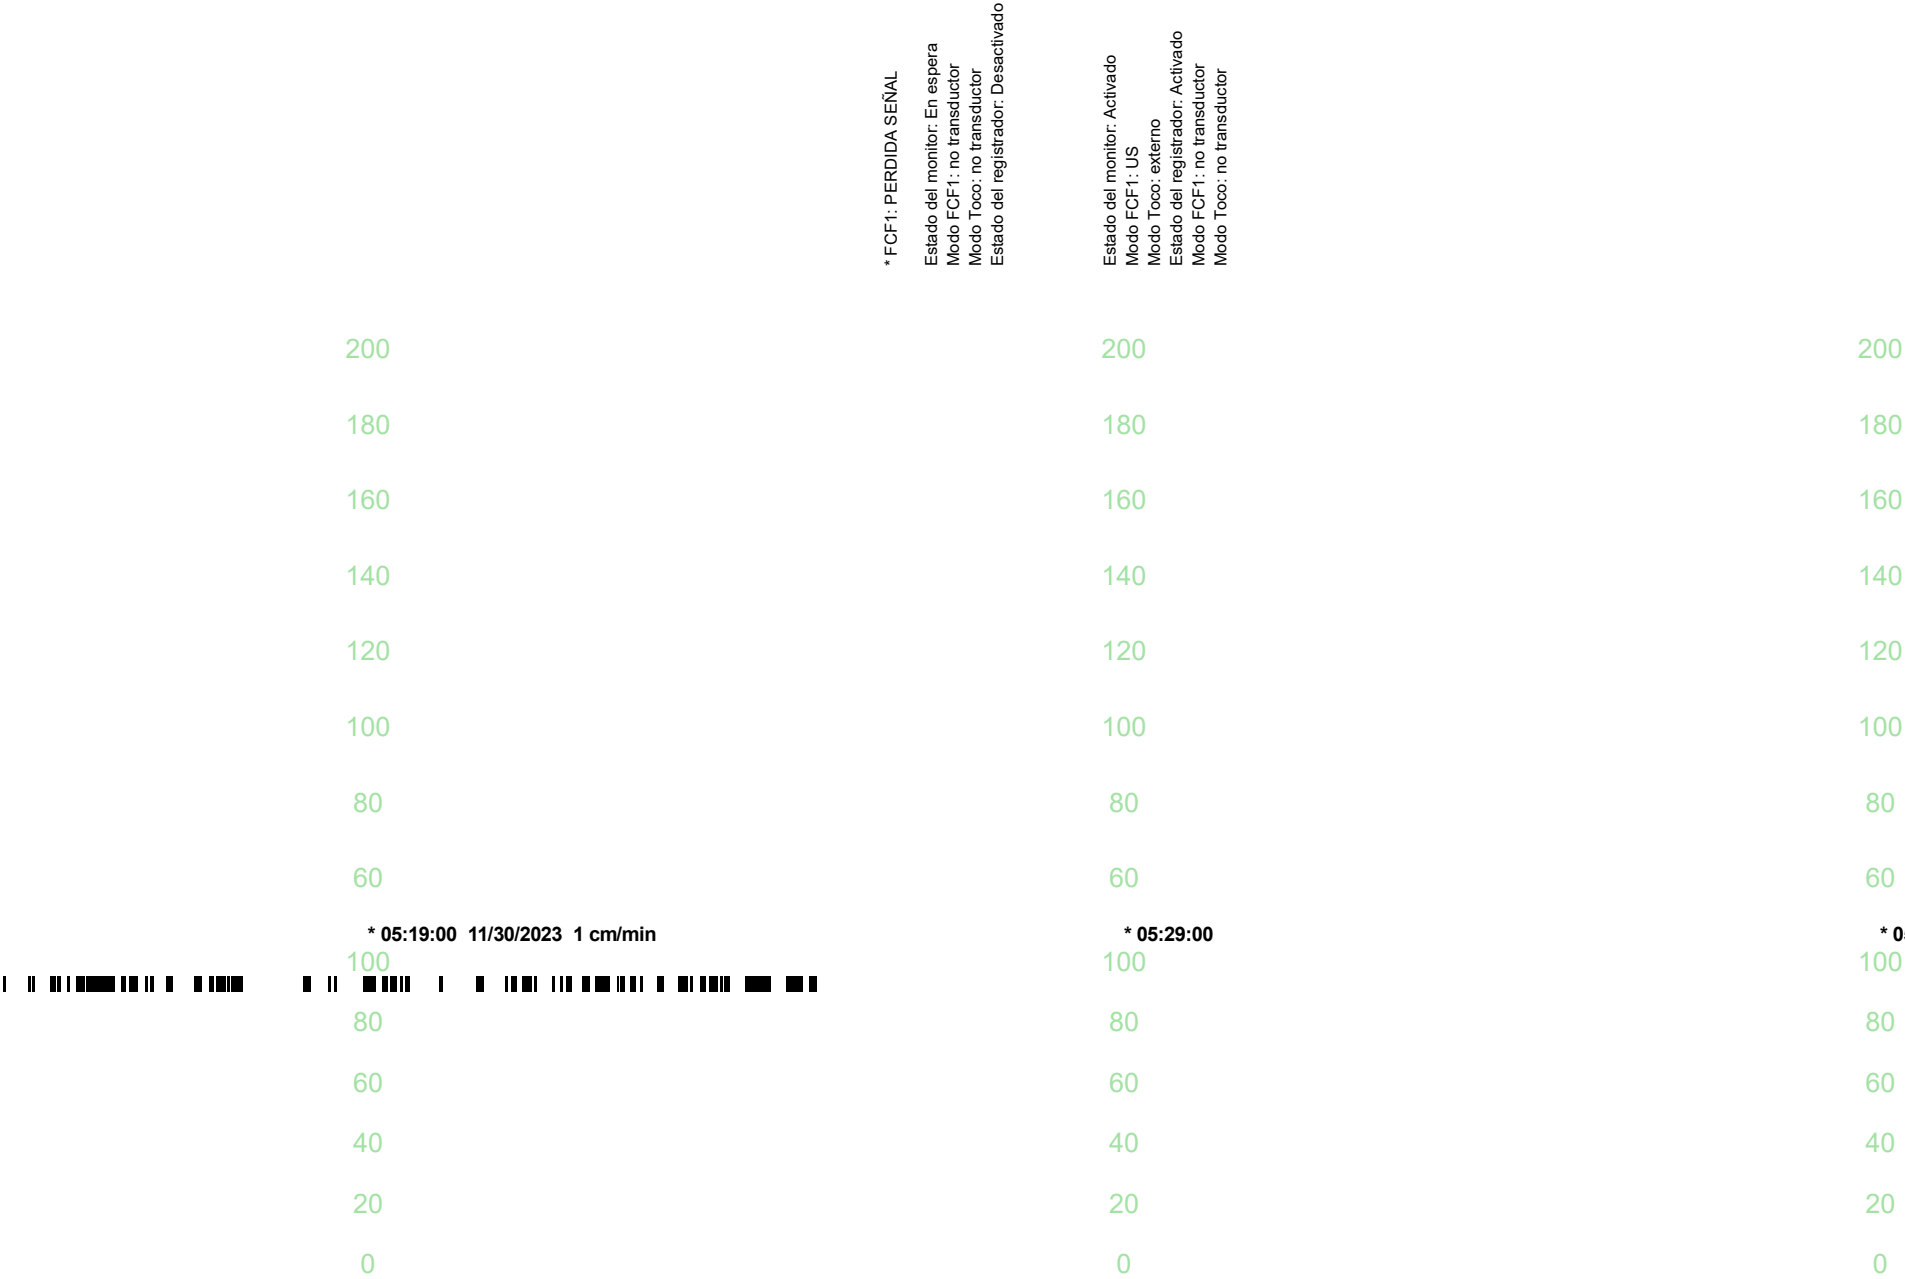 * FCF1: PERDIDA SEÑAL
Estado del monitor: En espera
Modo FCF1: no transductor
Modo Toco: no transductor
Estado del registrador: Desactivado
Estado del monitor: Activado
Modo FCF1: US
Modo Toco: externo
Estado del registrador: Activado
Modo FCF1: no transductor
Modo Toco: no transductor
200 200 200
180 180 180
160 160 160
140 140 140
120 120 120
100 100 100
80 80 80
60 60 60
* 05:19:00 11/30/2023 1 cm/min * 05:29:00 * 0
100 100 100
80 80 80
60 60 60
40 40 40
20 20 20
0 0 0